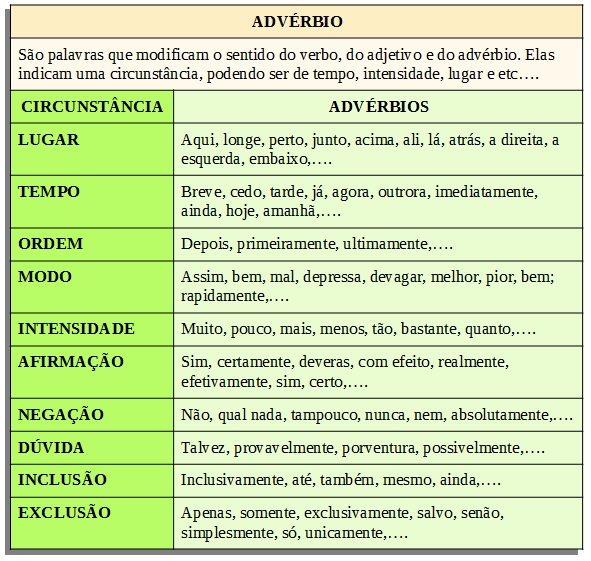 ADVÉRBIO
São palavras que modificam o sentido do verbo, do adjetivo e do advérbio. Elas
indicam uma circunstância, podendo ser de tempo, intensidade, lugar e etc….
CIRCUNSTÂNCIA ADVÉRBIOS
LUGAR Aqui, longe, perto, junto, acima, ali, lá, atrás, a direita, a
esquerda, embaixo,….
TEMPO Breve, cedo, tarde, já, agora, outrora, imediatamente,
ainda, hoje, amanhã,….
ORDEM Depois, primeiramente, ultimamente,….
MODO Assim, bem, mal, depressa, devagar, melhor, pior, bem;
rapidamente,….
INTENSIDADE Muito, pouco, mais, menos, tão, bastante, quanto,….
AFIRMAÇÃO Sim, certamente, deveras, com efeito, realmente,
efetivamente, sim, certo,….
NEGAÇÃO Não, qual nada, tampouco, nunca, nem, absolutamente,….
DÚVIDA Talvez, provavelmente, porventura, possivelmente,….
INCLUSÃO Inclusivamente, até, também, mesmo, ainda,….
EXCLUSÃO Apenas, somente, exclusivamente, salvo, senão,
simplesmente, só, unicamente,….